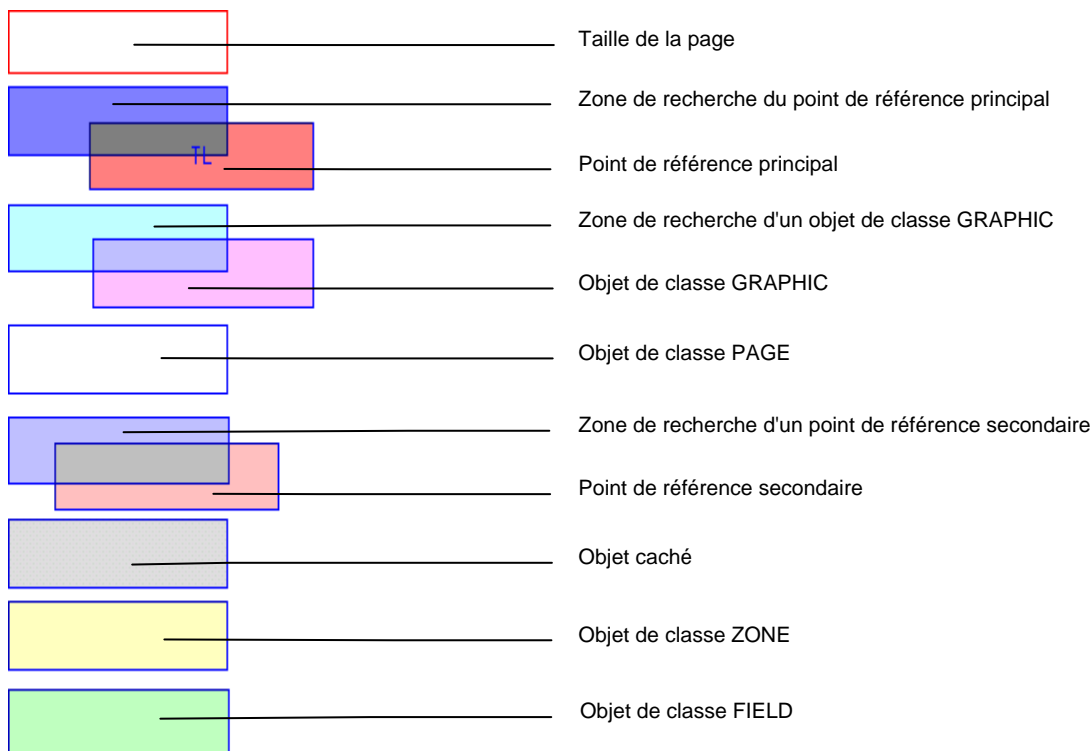 Taille de la page
Zone de recherche du point de référence principal
TL
Point de référence principal
Zone de recherche d'un objet de classe GRAPHIC
Objet de classe GRAPHIC
Objet de classe PAGE
Zone de recherche d'un point de référence secondaire
Point de référence secondaire
Objet caché
Objet de classe ZONE
Objet de classe FIELD